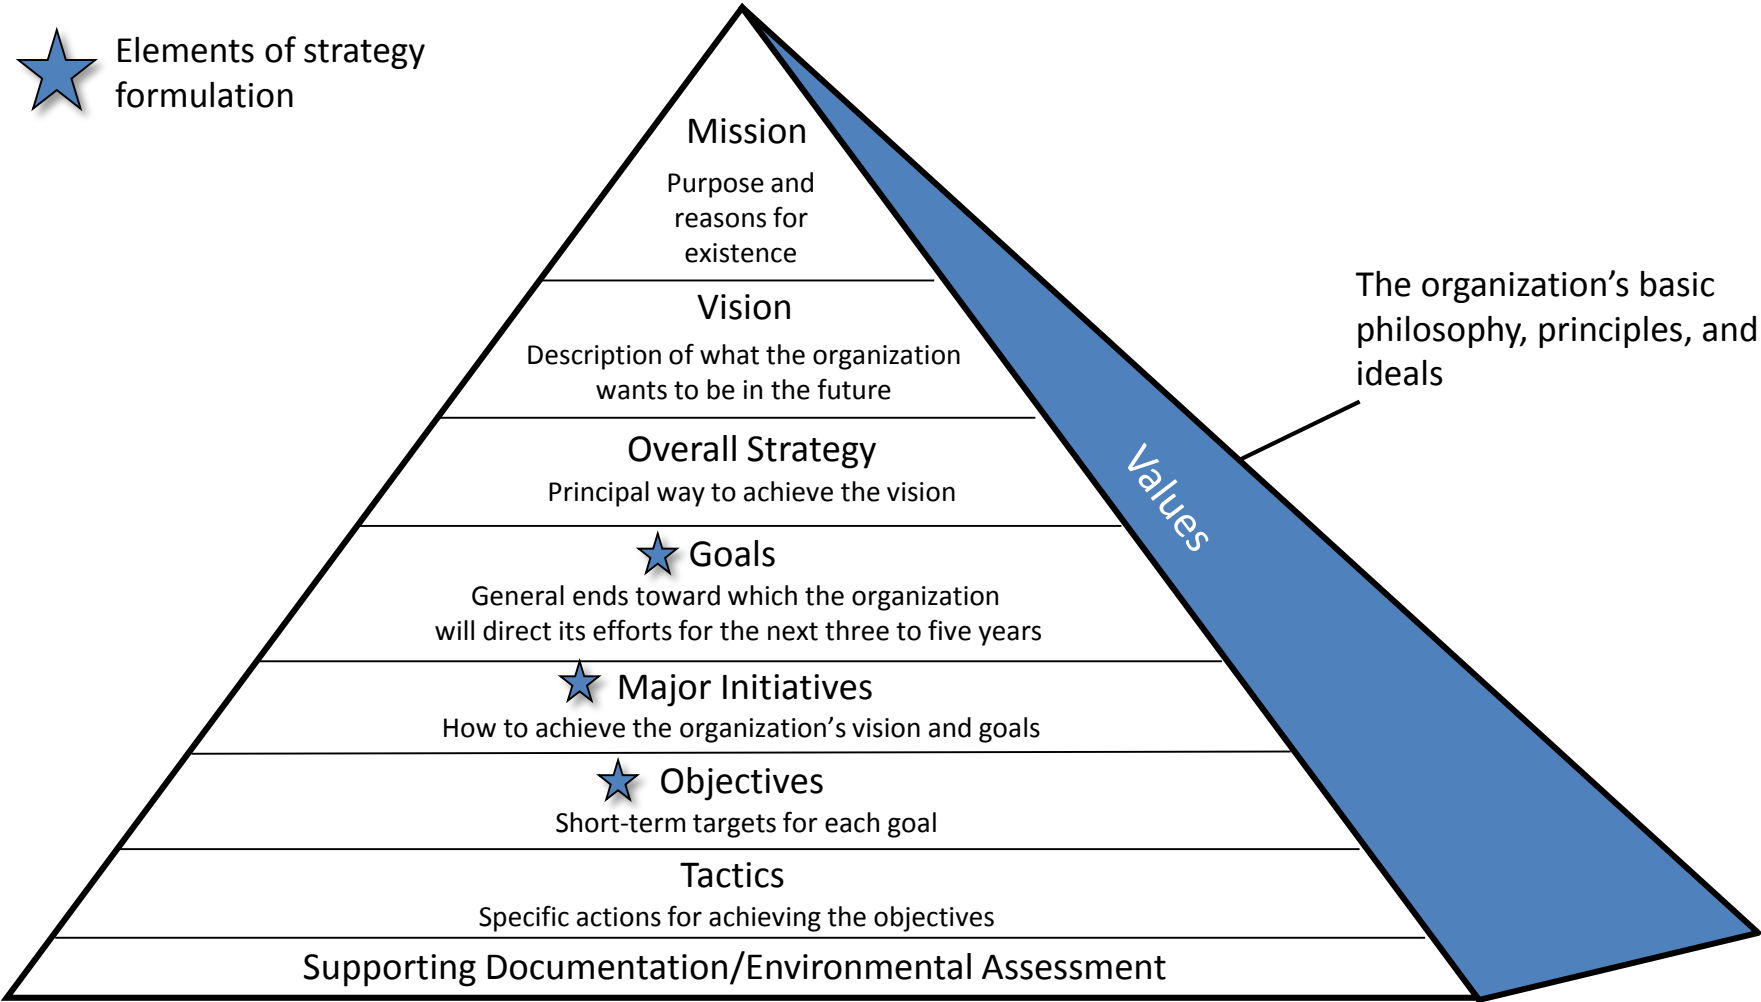 Elements of strategy
formulation
Mission
Purpose and
reasons for
existence
Vision
Description of what the organization
wants to be in the future
Overall Strategy
Principal way to achieve the vision
Goals
General ends toward which the organization
will direct its efforts for the next three to five years
Major Initiatives
How to achieve the organization’s vision and goals
Objectives
Short-term targets for each goal
Tactics
Specific actions for achieving the objectives
Supporting Documentation/Environmental Assessment
Values
The organization’s basic
philosophy, principles, and
ideals